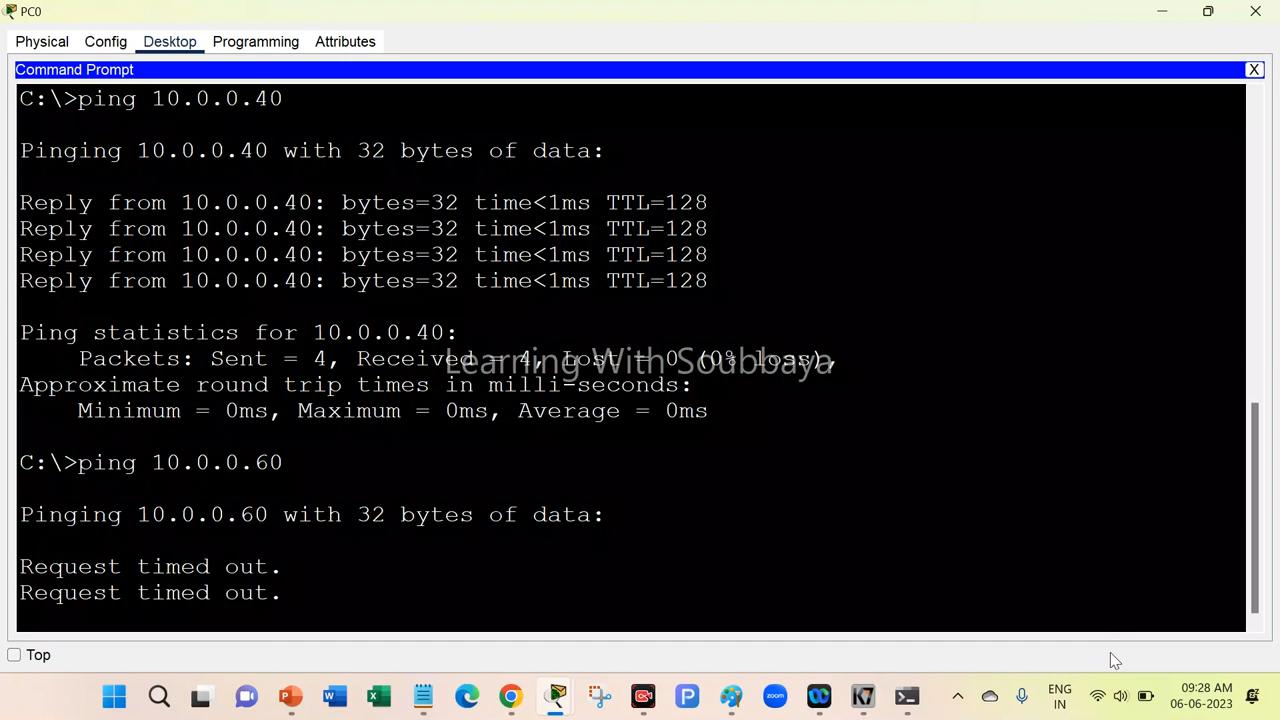 PC0
Physical Config Desktop Programming Attributes
Command Prompt X
C:\>ping 10.0.0.40
Pinging 10.0.0.40 with 32 bytes of data:
Reply from 10.0.0.40: bytes=32 time<1ms TTL=128
Reply from 10.0.0.40: bytes=32 time<1ms TTL=128
Reply from 10.0.0.40: bytes=32 time<1ms TTL=128
Reply from 10.0.0.40: bytes=32 time<1ms TTL=128
Ping statistics for 10.0.0.40:
Packets: Sent = 4, Received = 4, Lost = 0 (0% loss),
Learning With Soubbaya
Approximate round trip times in milli-seconds:
Minimum = 0ms, Maximum = 0ms, Average = 0ms
C:\>ping 10.0.0.60
Pinging 10.0.0.60 with 32 bytes of data:
Request timed out.
Request timed out.
Top
ENG
IN
09:28 AM
06-06-2023